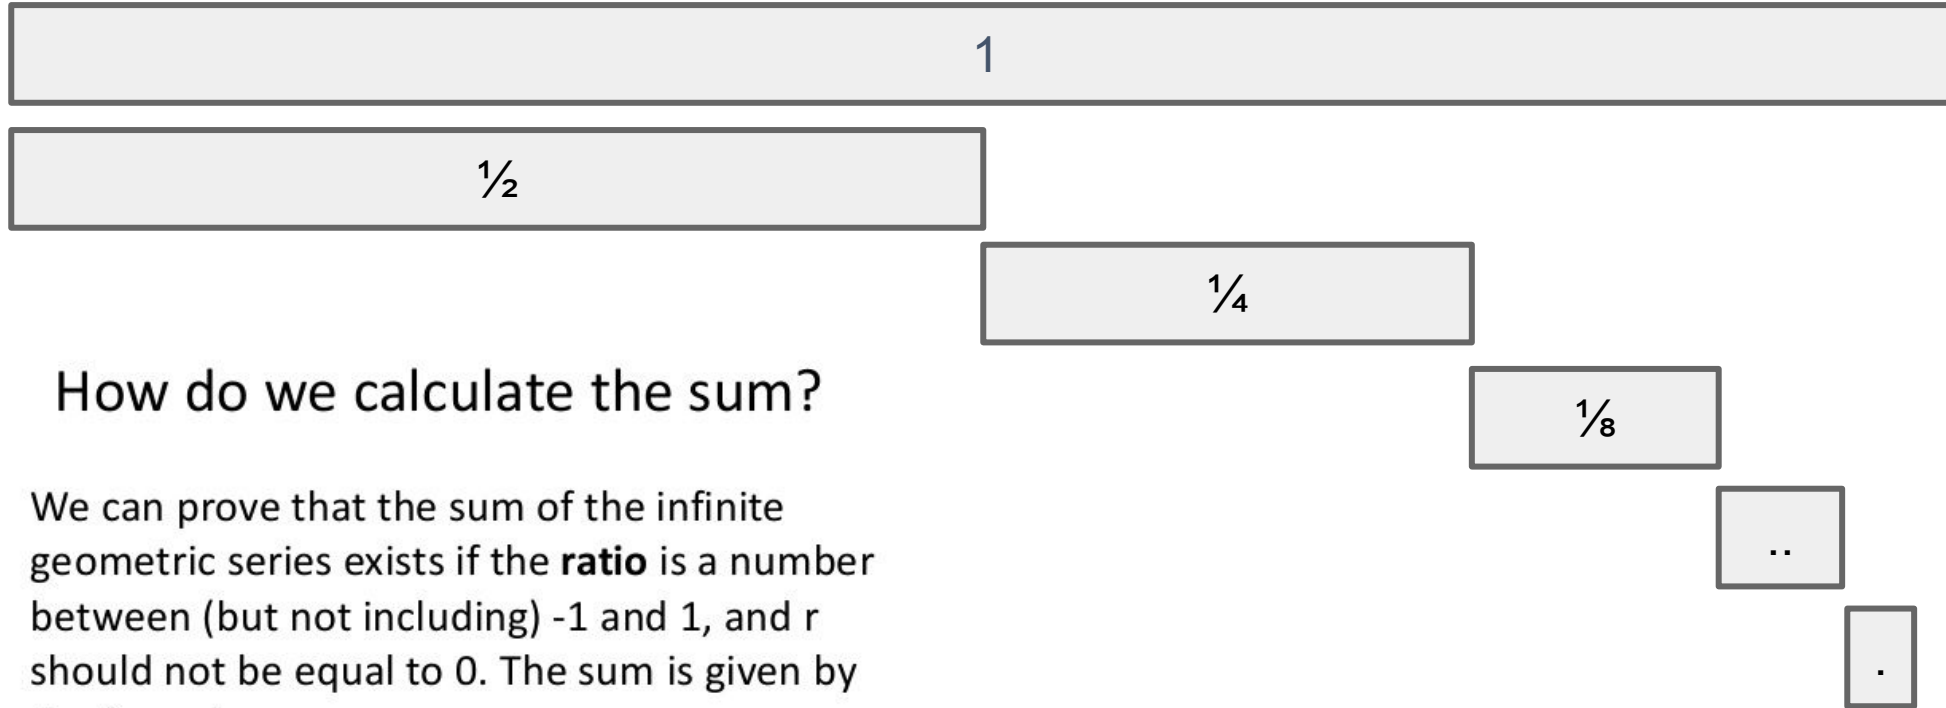 1
½
¼
How do we calculate the sum?
⅛
We can prove that the sum of the infinite
geometric series exists if the ratio is a number
between (but not including) -1 and 1, and r
should not be equal to 0. The sum is given by
..
.